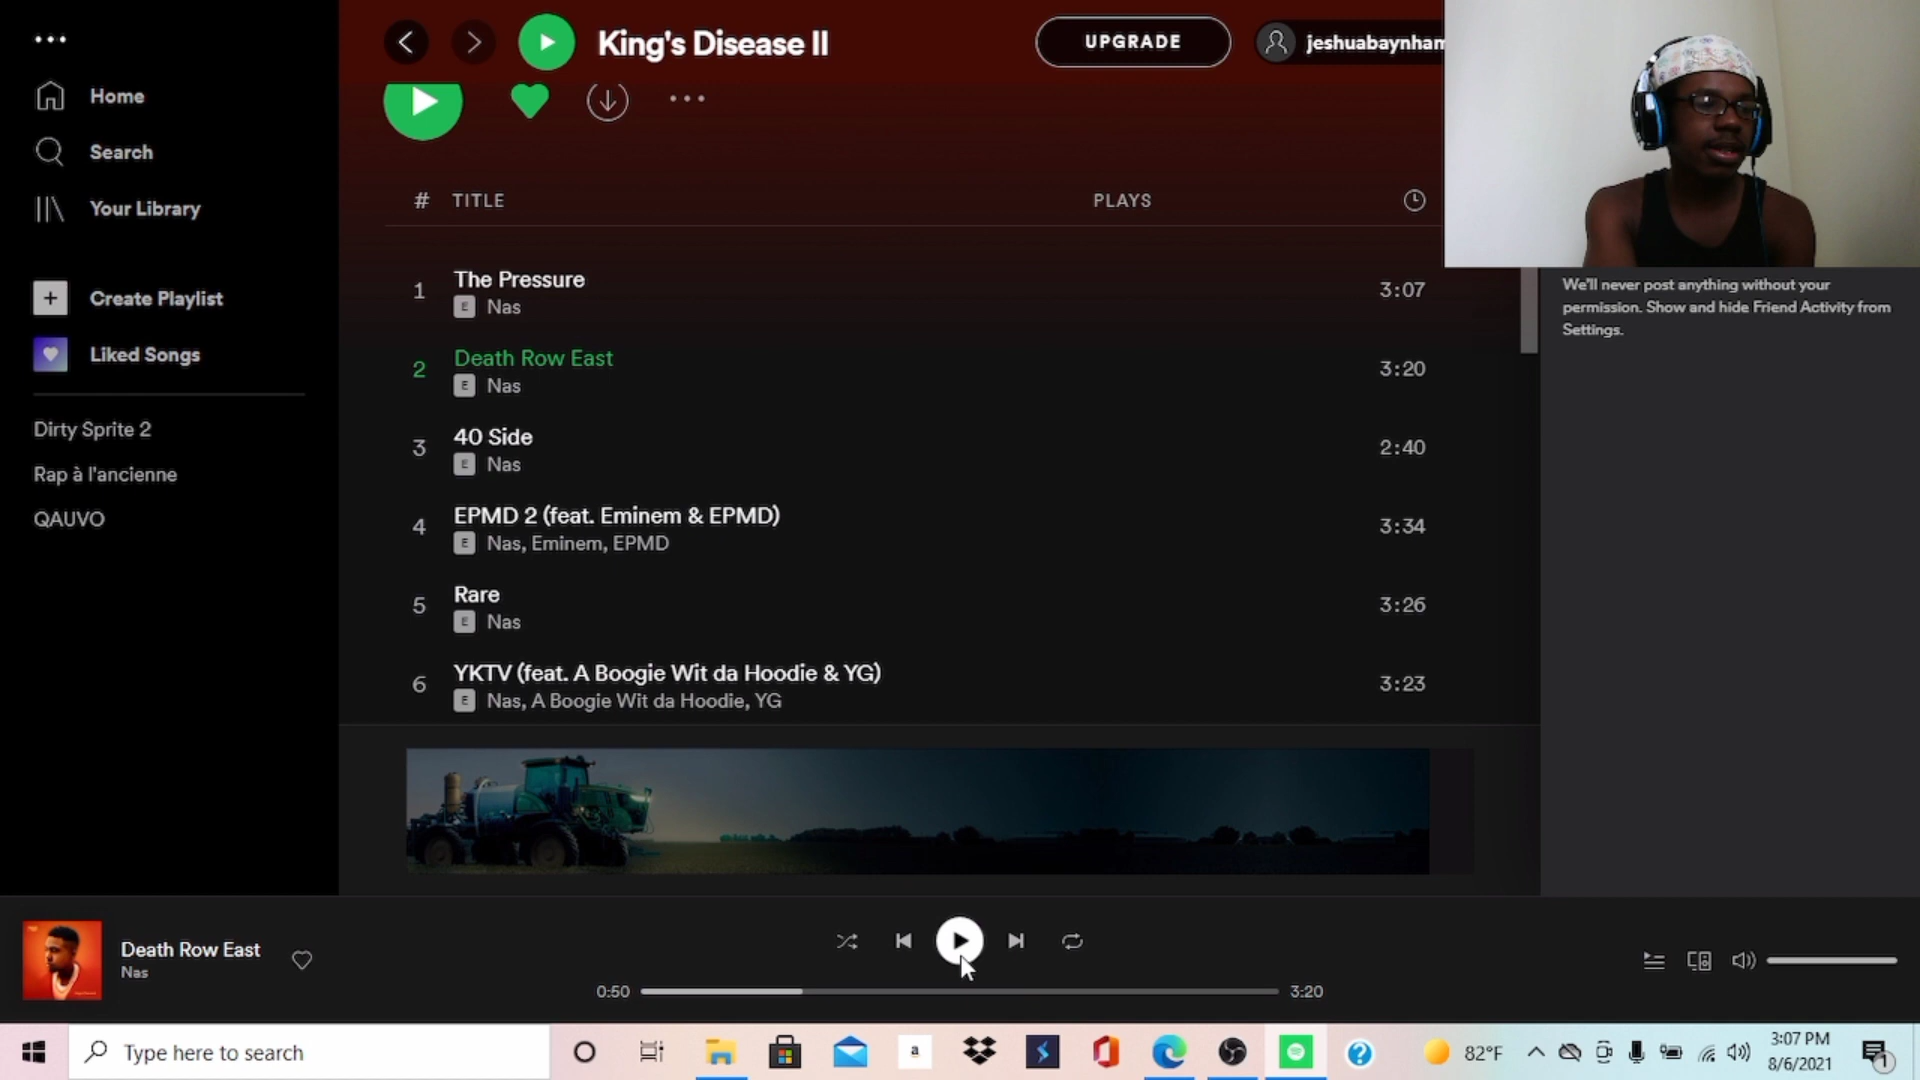 King's Disease II
UPGRADE
jeshuabaynham
Home
Search
Your Library
Create Playlist
Liked Songs
Dirty Sprite 2
Rap à l'ancienne
QAUVO
# TITLE PLAYS
1 The Pressure 3:07
E Nas
2 Death Row East 3:20
E Nas
3 40 Side 2:40
E Nas
4 EPMD 2 (feat. Eminem & EPMD) 3:34
E Nas, Eminem, EPMD
5 Rare 3:26
E Nas
6 YKTV (feat. A Boogie Wit da Hoodie & YG) 3:23
E Nas, A Boogie Wit da Hoodie, YG
We'll never post anything without your
permission. Show and hide Friend Activity from
Settings.
Death Row East
Nas
0:50 3:20
Type here to search
a
82°F
3:07 PM
8/6/2021
1